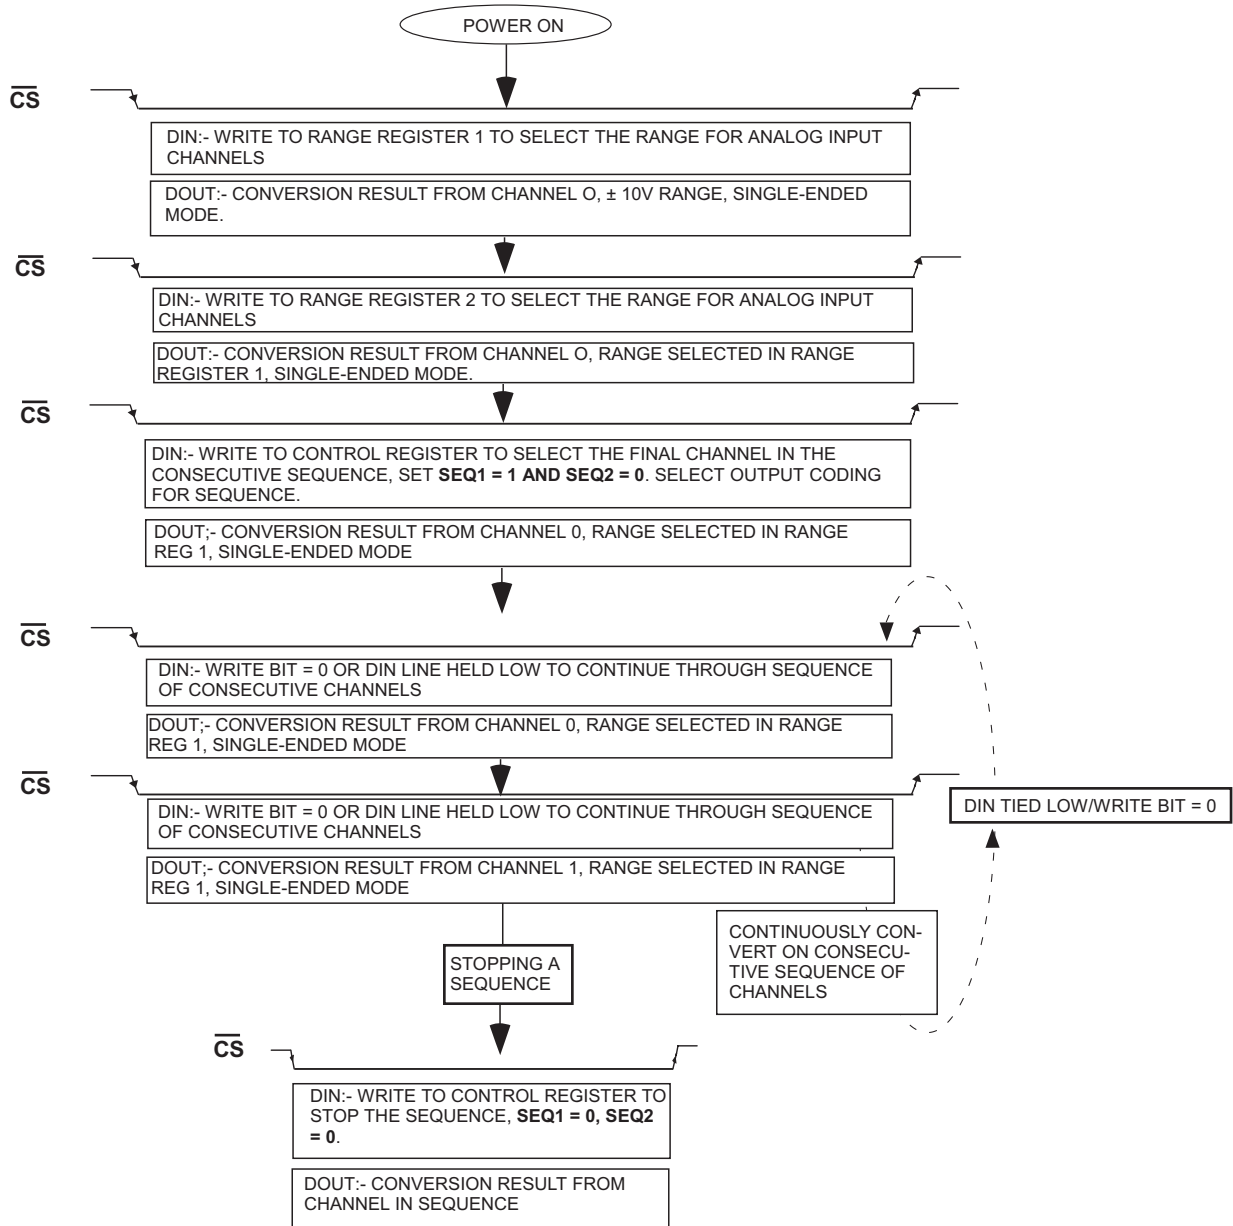 POWER ON
CS
DIN:- WRITE TO RANGE REGISTER 1 TO SELECT THE RANGE FOR ANALOG INPUT
CHANNELS
DOUT:- CONVERSION RESULT FROM CHANNEL O, ± 10V RANGE, SINGLE-ENDED
MODE.
CS
DIN:- WRITE TO RANGE REGISTER 2 TO SELECT THE RANGE FOR ANALOG INPUT
CHANNELS
DOUT:- CONVERSION RESULT FROM CHANNEL O, RANGE SELECTED IN RANGE
REGISTER 1, SINGLE-ENDED MODE.
CS
DIN:- WRITE TO CONTROL REGISTER TO SELECT THE FINAL CHANNEL IN THE
CONSECUTIVE SEQUENCE, SET SEQ1 = 1 AND SEQ2 = 0. SELECT OUTPUT CODING
FOR SEQUENCE.
DOUT;- CONVERSION RESULT FROM CHANNEL 0, RANGE SELECTED IN RANGE
REG 1, SINGLE-ENDED MODE
CS
DIN:- WRITE BIT = 0 OR DIN LINE HELD LOW TO CONTINUE THROUGH SEQUENCE
OF CONSECUTIVE CHANNELS
DOUT;- CONVERSION RESULT FROM CHANNEL 0, RANGE SELECTED IN RANGE
REG 1, SINGLE-ENDED MODE
CS
DIN:- WRITE BIT = 0 OR DIN LINE HELD LOW TO CONTINUE THROUGH SEQUENCE
OF CONSECUTIVE CHANNELS
DIN TIED LOW/WRITE BIT = 0
DOUT;- CONVERSION RESULT FROM CHANNEL 1, RANGE SELECTED IN RANGE
REG 1, SINGLE-ENDED MODE
CONTINUOUSLY CON-
VERT ON CONSECU-
TIVE SEQUENCE OF
CHANNELS
STOPPING A
SEQUENCE
CS
DIN:- WRITE TO CONTROL REGISTER TO
STOP THE SEQUENCE, SEQ1 = 0, SEQ2
= 0.
DOUT:- CONVERSION RESULT FROM
CHANNEL IN SEQUENCE